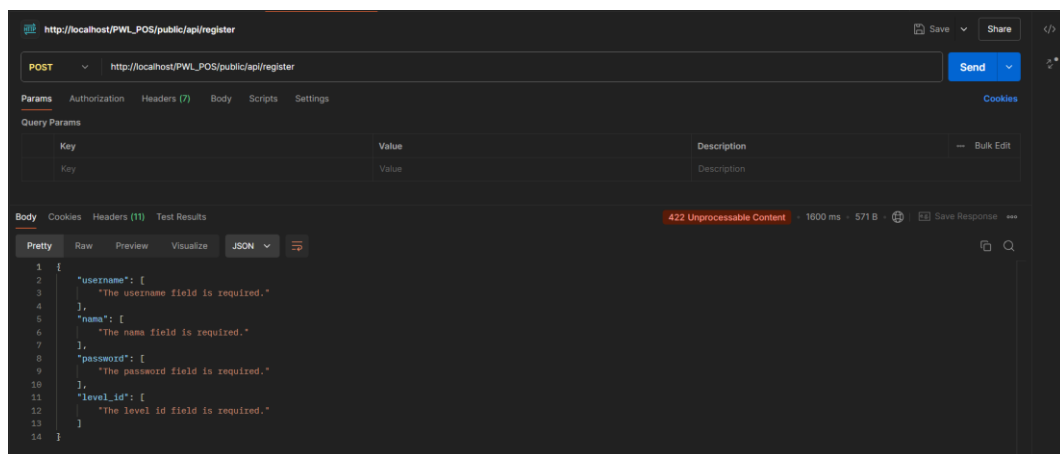 HTTP http://localhost/PWL_POS/public/api/register Save Share
POST http://localhost/PWL_POS/public/api/register Send
Params Authorization Headers (7) Body Scripts Settings Cookies
Query Params
Key Value Description Bulk Edit
Key Value Description
Body Cookies Headers (11) Test Results 422 Unprocessable Content 1600 ms 571 B Save Response
Pretty Raw Preview Visualize JSON
1 {
2 "username": [
3 "The username field is required."
4 ],
5 "nama": [
6 "The nama field is required."
7 ],
8 "password": [
9 "The password field is required."
10 ],
11 "level_id": [
12 "The level id field is required."
13 ]
14 }